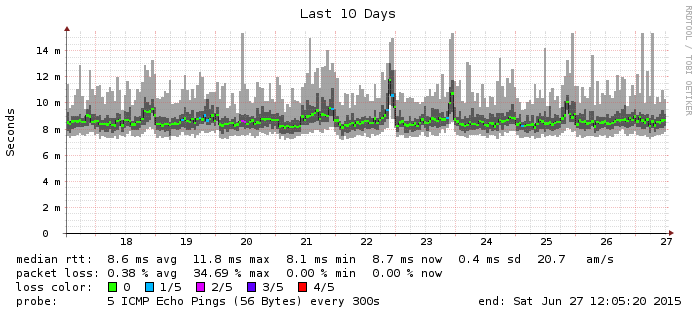 Last 10 Days
RRDTOOL / TOBI OETIKER
Seconds
14 m
12 m
10 m
8 m
6 m
4 m
2 m
0
18 19 20 21 22 23 24 25 26 27
median rtt: 8.6 ms avg 11.8 ms max 8.1 ms min 8.7 ms now 0.4 ms sd 20.7 am/s
packet loss: 0.38 % avg 34.69 % max 0.00 % min 0.00 % now
loss color: 0 1/5 2/5 3/5 4/5
probe: 5 ICMP Echo Pings (56 Bytes) every 300s end: Sat Jun 27 12:05:20 2015